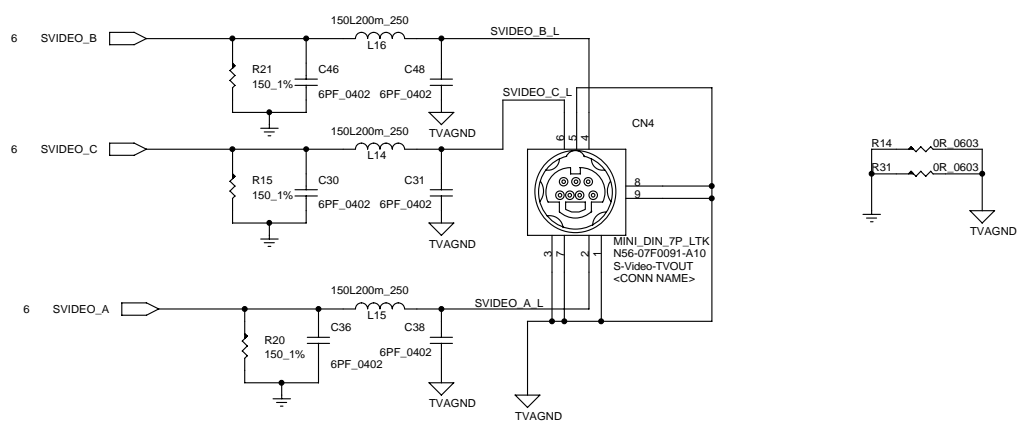 150L200m_250
6 SVIDEO_B
L16
SVIDEO_B_L
R21
150_1%
C46
6PF_0402
C48
6PF_0402
TVAGND
SVIDEO_C_L
150L200m_250
6 SVIDEO_C
L14
R15
150_1%
C30
6PF_0402
C31
6PF_0402
TVAGND
CN4
6
5
4
8
9
3
7
2
1
MINI_DIN_7P_LTK
N56-07F0091-A10
S-Video-TVOUT
<CONN NAME>
R14 0R_0603
R31 0R_0603
TVAGND
150L200m_250
6 SVIDEO_A
L15
SVIDEO_A_L
R20
150_1%
C36
6PF_0402
C38
6PF_0402
TVAGND
TVAGND